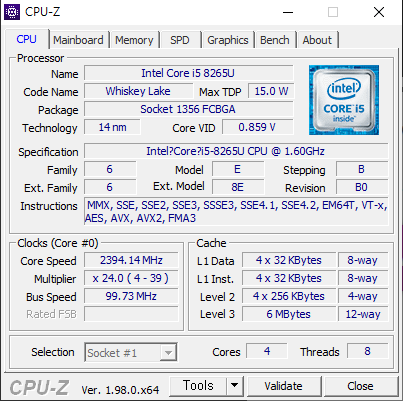 CPU-Z
CPU Mainboard Memory SPD Graphics Bench About
Processor
Name Intel Core i5 8265U
Code Name Whiskey Lake Max TDP 15.0 W
Package Socket 1356 FCBGA
Technology 14 nm Core VID 0.859 V
intel
CORE i5
inside™
Specification Intel?Core?i5-8265U CPU @ 1.60GHz
Family 6 Model E Stepping B
Ext. Family 6 Ext. Model 8E Revision B0
Instructions MMX, SSE, SSE2, SSE3, SSSE3, SSE4.1, SSE4.2, EM64T, VT-x,
AES, AVX, AVX2, FMA3
Clocks (Core #0)
Core Speed 2394.14 MHz
Multiplier x 24.0 ( 4 - 39 )
Bus Speed 99.73 MHz
Rated FSB
Cache
L1 Data 4 x 32 KBytes 8-way
L1 Inst. 4 x 32 KBytes 8-way
Level 2 4 x 256 KBytes 4-way
Level 3 6 MBytes 12-way
Selection Socket #1 Cores 4 Threads 8
CPU-Z Ver. 1.98.0.x64 Tools Validate Close